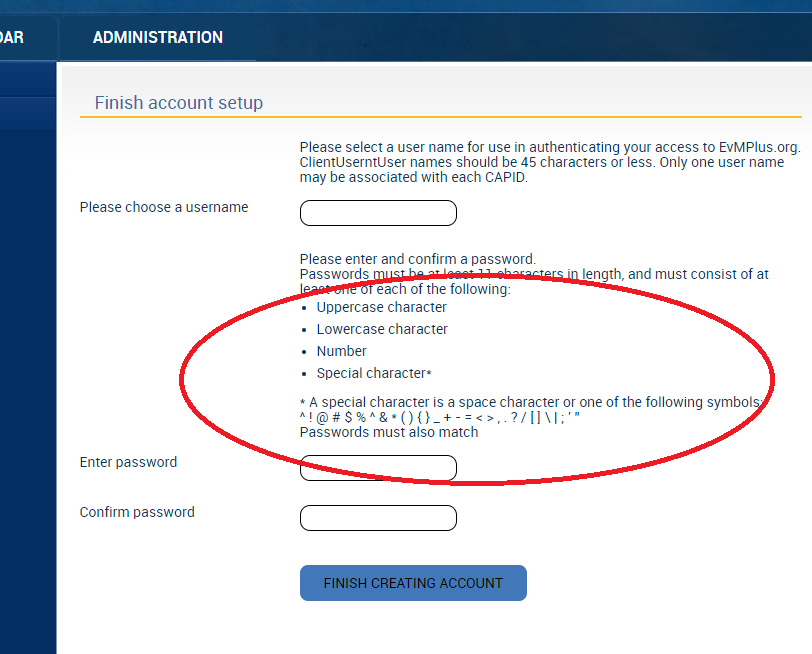 DAR
ADMINISTRATION
Finish account setup
Please select a user name for use in authenticating your access to EvMPlus.org.
ClientUserntUser names should be 45 characters or less. Only one user name
may be associated with each CAPID.
Please choose a username
Please enter and confirm a password.
Passwords must be at least 11 characters in length, and must consist of at
least one of each of the following:
• Uppercase character
• Lowercase character
• Number
• Special character*
* A special character is a space character or one of the following symbols:
^ ! @ # $ % ^ & * ( ) { } _ + - = < > , . ? / [ ] \ | ; ' "
Passwords must also match
Enter password
Confirm password
FINISH CREATING ACCOUNT